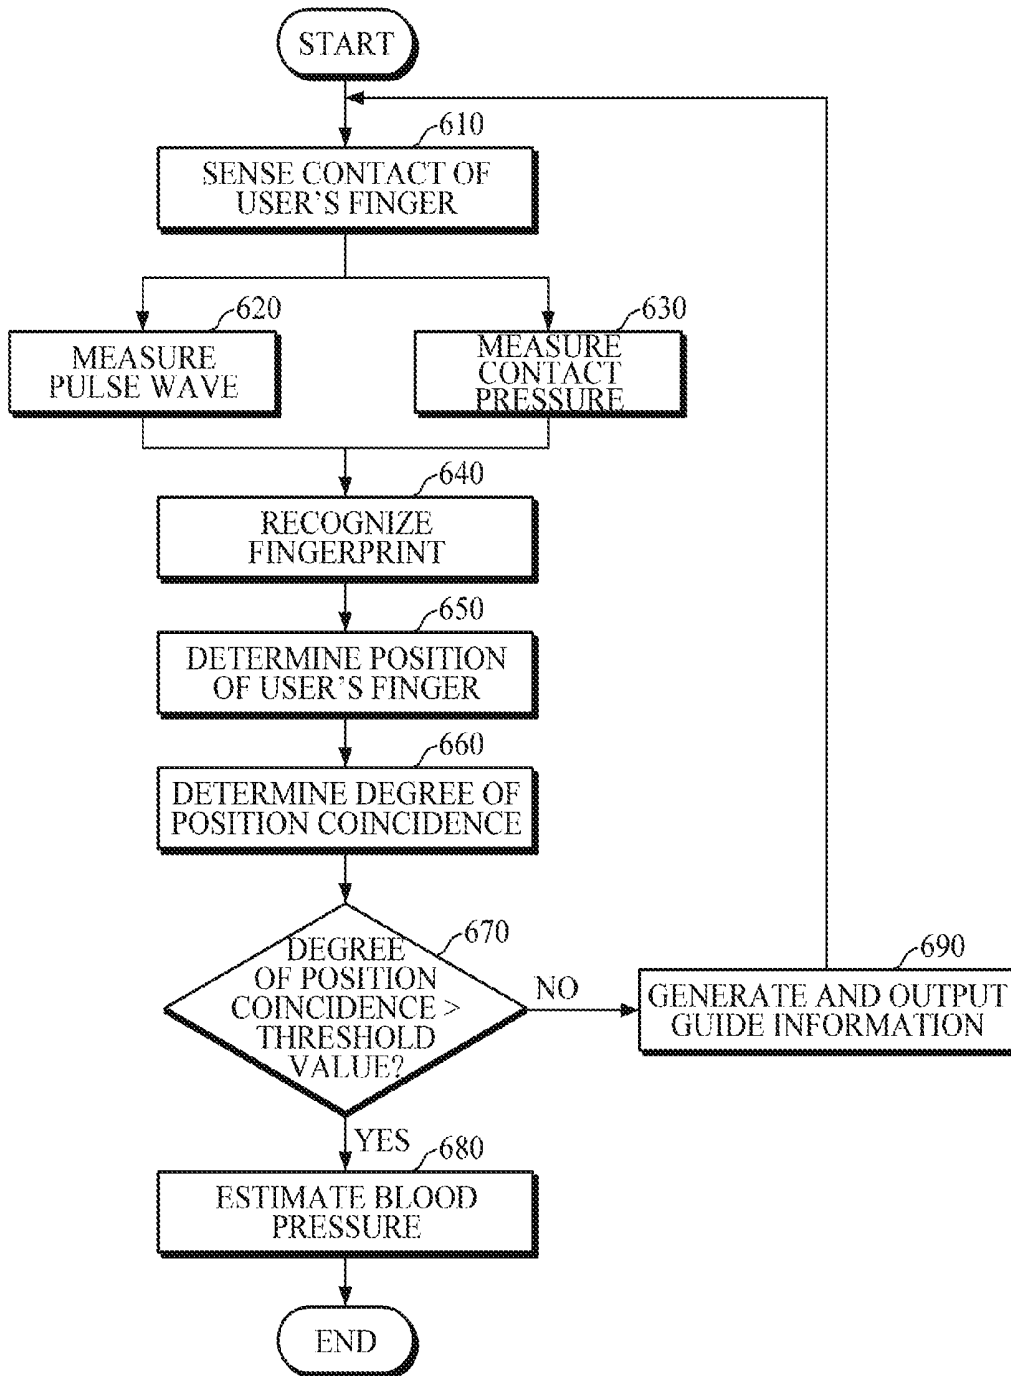 START
610
SENSE CONTACT OF
USER'S FINGER
620
630
MEASURE
PULSE WAVE
MEASURE
CONTACT
PRESSURE
640
RECOGNIZE
FINGERPRINT
650
DETERMINE POSITION
OF USER'S FINGER
660
DETERMINE DEGREE OF
POSITION COINCIDENCE
670
DEGREE
OF POSITION
COINCIDENCE >
THRESHOLD
VALUE?
NO
690
GENERATE AND OUTPUT
GUIDE INFORMATION
YES
680
ESTIMATE BLOOD
PRESSURE
END